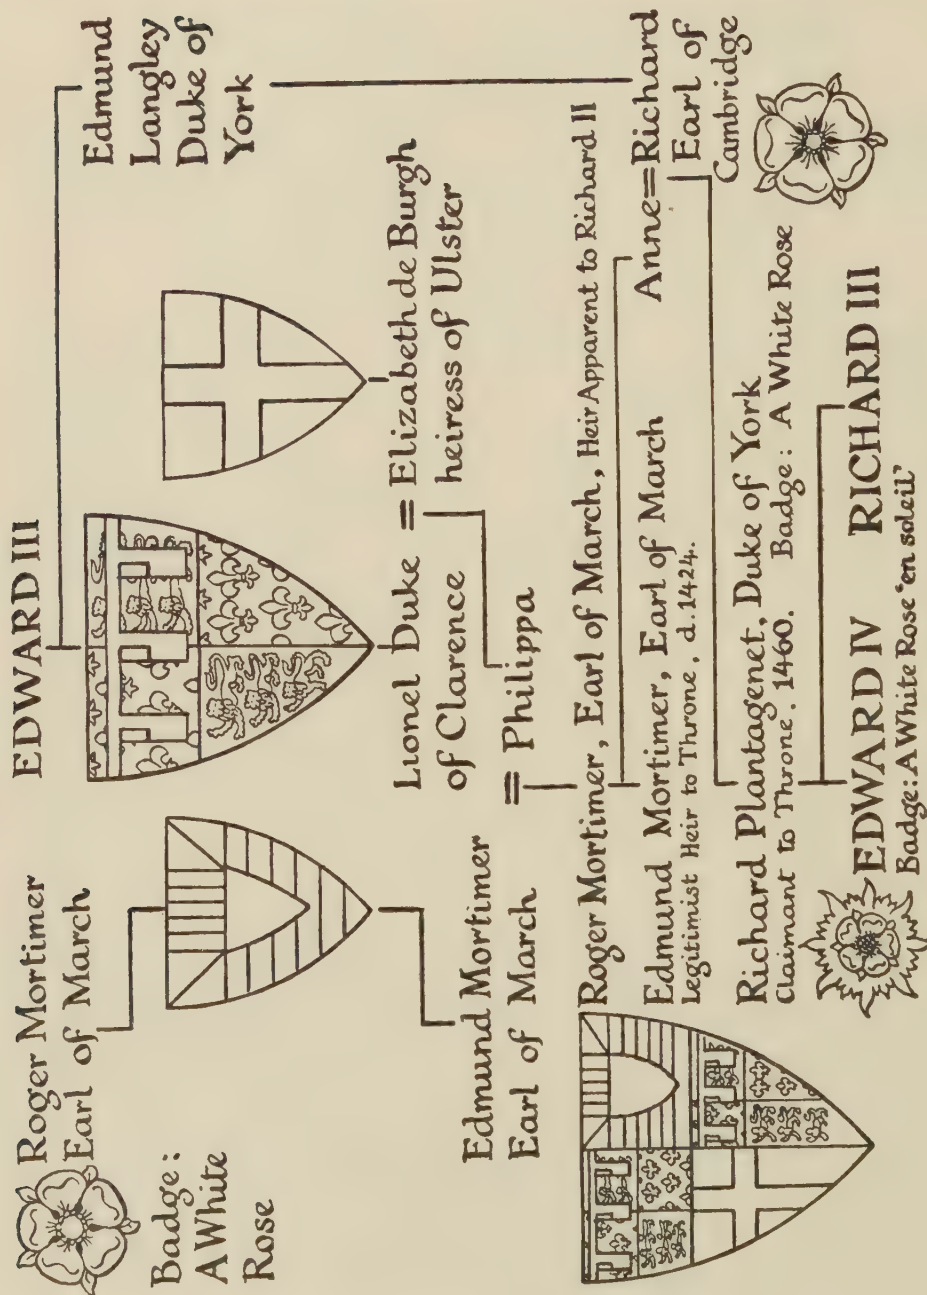 EDWARD III
Roger Mortimer
Earl of March
Badge:
A White
Rose
Edmund
Langley
Duke of
York
Lionel Duke = Elizabeth de Burgh
of Clarence heiress of Ulster
Edmund Mortimer = Philippa
Earl of March
Roger Mortimer, Earl of March, Heir Apparent to Richard II
Edmund Mortimer, Earl of March
Legitimist Heir to Throne, d. 1424.
Anne=Richard
Earl of
Cambridge
Richard Plantagenet, Duke of York
Claimant to Throne. 1460. Badge: A White Rose
EDWARD IV RICHARD III
Badge: A White Rose 'en soleil'